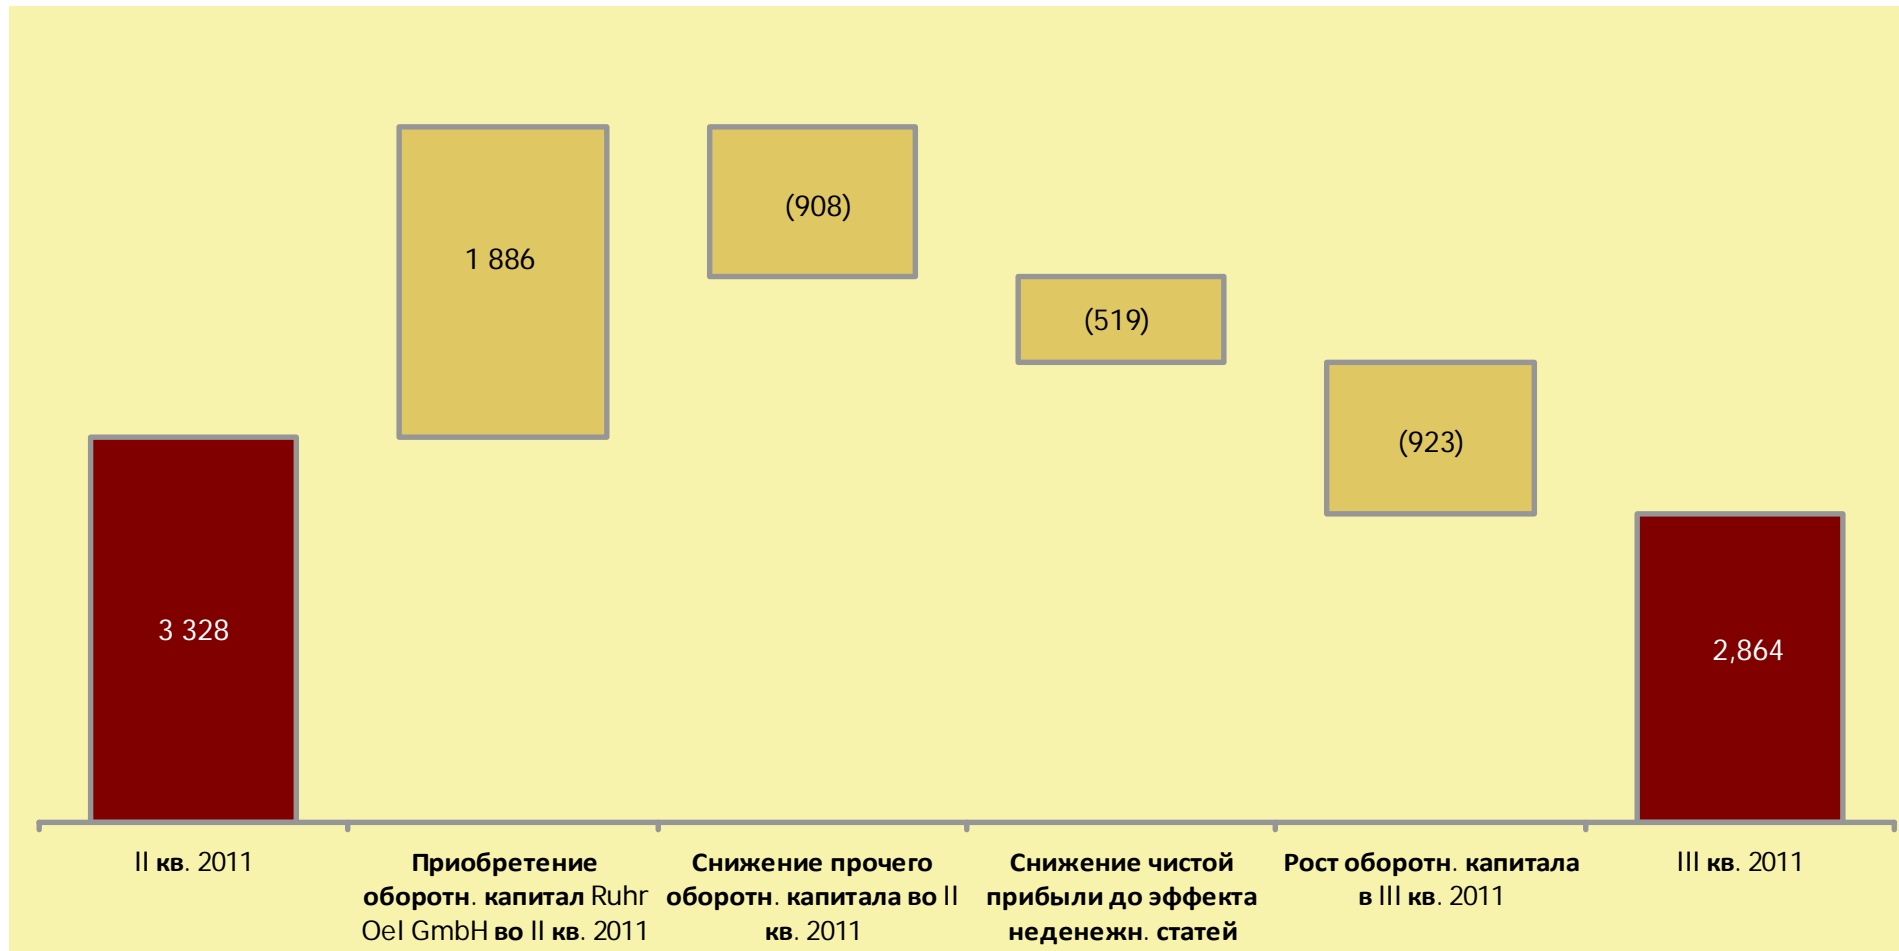 1 886
(908)
(519)
(923)
3 328
2,864
II кв. 2011
Приобретение
оборотн. капитал Ruhr
Oel GmbH во II кв. 2011
Снижение прочего
оборотн. капитала во II
кв. 2011
Снижение чистой
прибыли до эффекта
неденежн. статей
Рост оборотн. капитала
в III кв. 2011
III кв. 2011